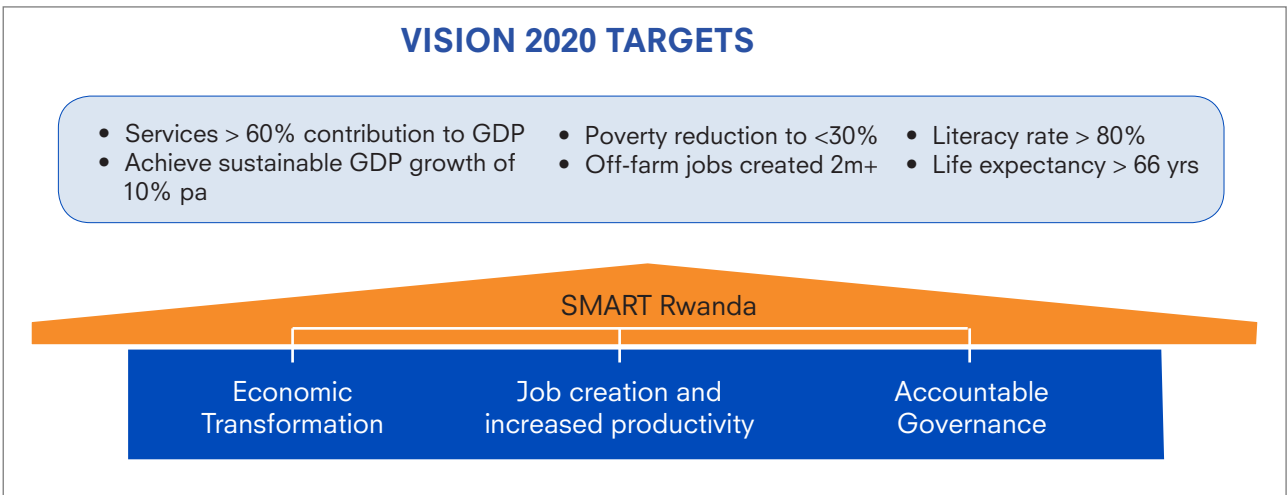 VISION 2020 TARGETS
• Services > 60% contribution to GDP
• Achieve sustainable GDP growth of
10% pa
• Poverty reduction to <30%
• Off-farm jobs created 2m+
• Literacy rate > 80%
• Life expectancy > 66 yrs
SMART Rwanda
Economic
Transformation
Job creation and
increased productivity
Accountable
Governance